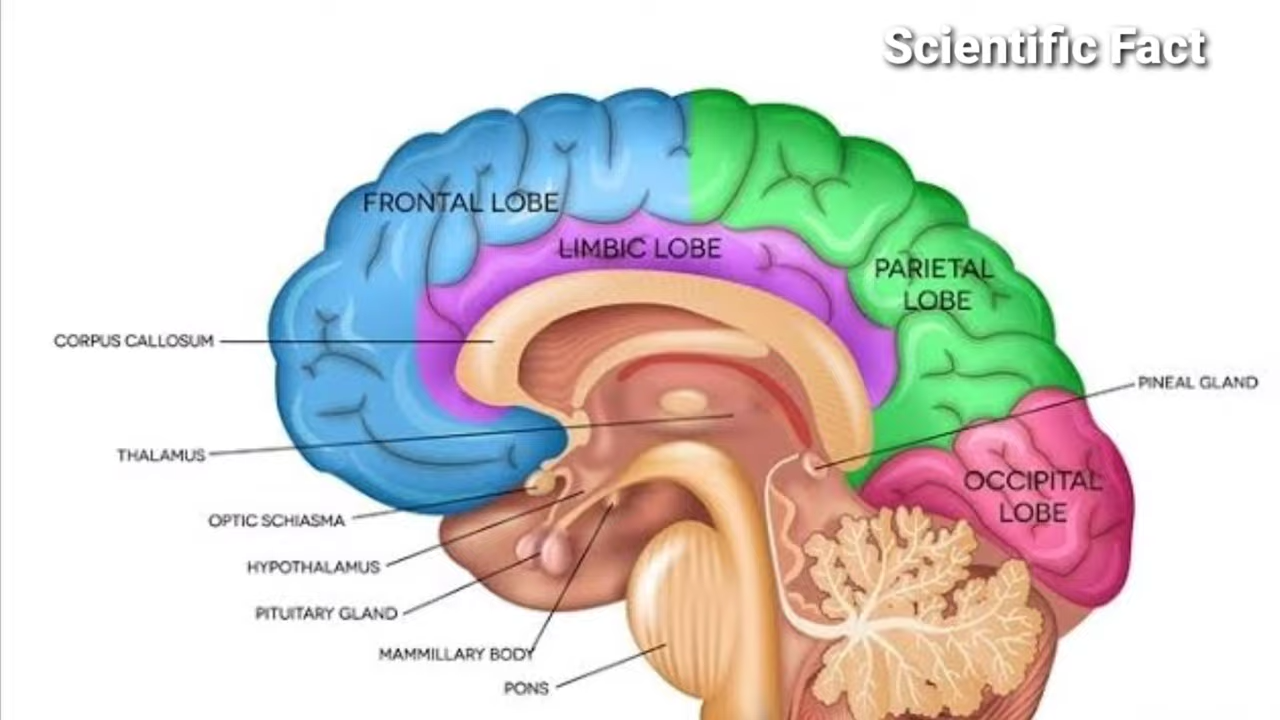 Scientific Fact
FRONTAL LOBE
LIMBIC LOBE
PARIETAL
LOBE
CORPUS CALLOSUM
PINEAL GLAND
THALAMUS
OCCIPITAL
LOBE
OPTIC SCHIASMA
HYPOTHALAMUS
PITUITARY GLAND
MAMMILLARY BODY
PONS